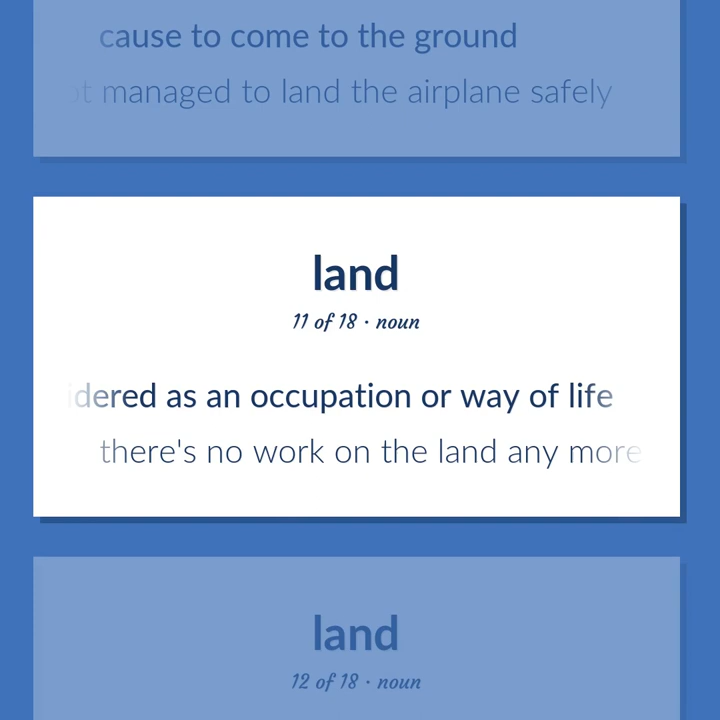 cause to come to the ground
managed to land the airplane safely
land
11 of 18 · noun
idered as an occupation or way of life
there's no work on the land any more
land
12 of 18 · noun